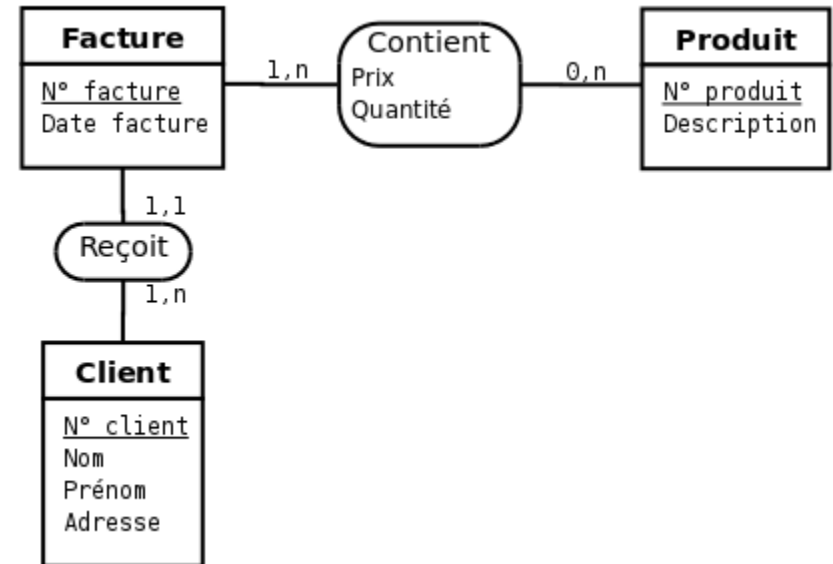 Facture
N° facture
Date facture
1,n
Contient
Prix
Quantité
0,n
Produit
N° produit
Description
1,1
Reçoit
1,n
Client
N° client
Nom
Prénom
Adresse